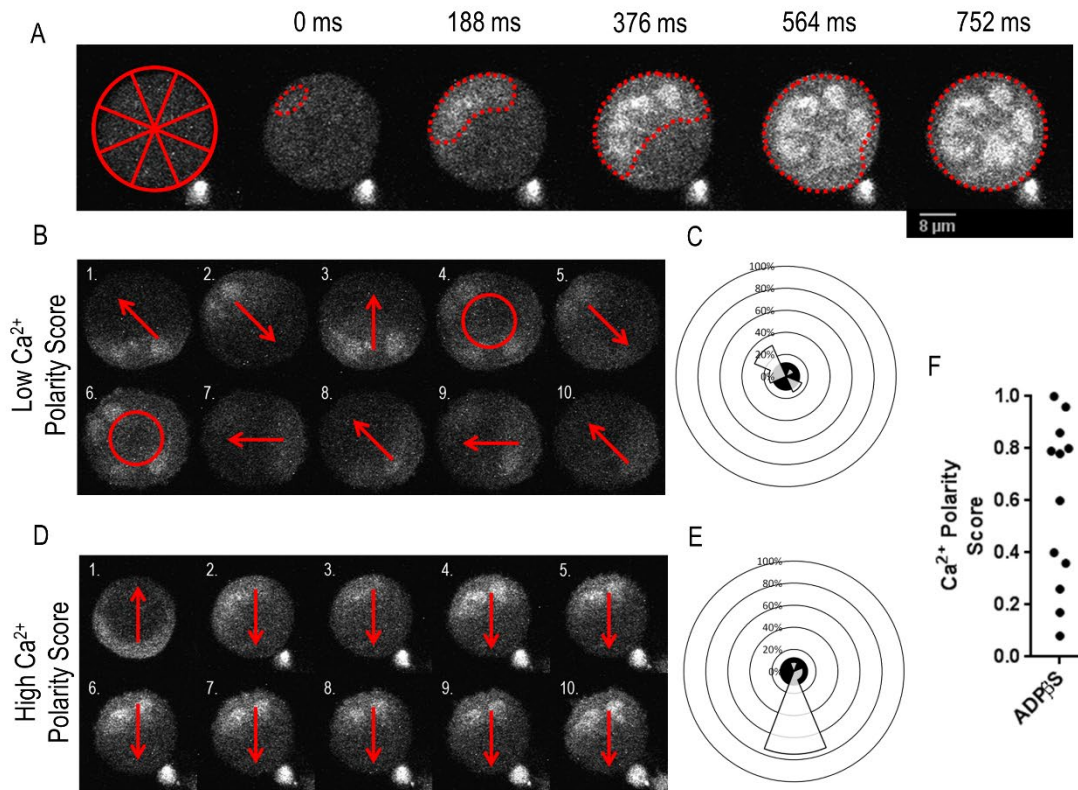 A
0 ms 188 ms 376 ms 564 ms 752 ms
8 µm
B
Low Ca²⁺
Polarity Score
1. 2. 3. 4. 5.
6. 7. 8. 9. 10.
C
100%
80%
60%
40%
20%
0%
D
High Ca²⁺
Polarity Score
1. 2. 3. 4. 5.
6. 7. 8. 9. 10.
E
100%
80%
60%
40%
20%
0%
F
Ca²⁺ Polarity
Score
1.0
0.8
0.6
0.4
0.2
0.0
ADPβS